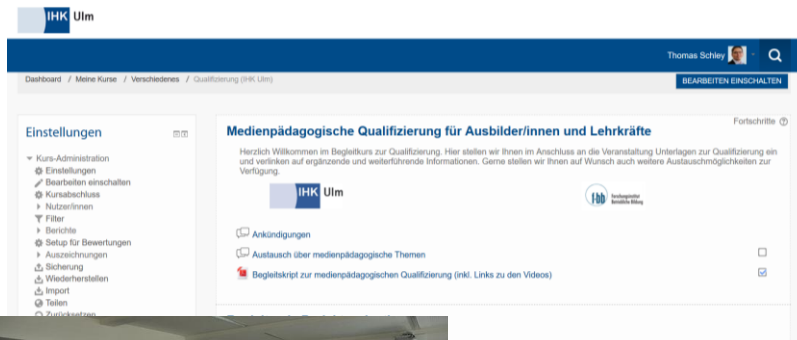 IHK Ulm
Thomas Schley
Dashboard / Meine Kurse / Verschiedenes / Qualifizierung (IHK Ulm)
BEARBEITEN EINSCHALTEN
Einstellungen
Kurs-Administration
Einstellungen
Bearbeiten einschalten
Kursabschluss
Nutzer/innen
Filter
Berichte
Setup für Bewertungen
Auszeichnungen
Sicherung
Wiederherstellen
Import
Teilen
Zurücksetzen
Fortschritte
Medienpädagogische Qualifizierung für Ausbilder/innen und Lehrkräfte
Herzlich Willkommen im Begleitkurs zur Qualifizierung. Hier stellen wir Ihnen im Anschluss an die Veranstaltung Unterlagen zur Qualifizierung ein
und verlinken auf ergänzende und weiterführende Informationen. Gerne stellen wir Ihnen auf Wunsch auch weitere Austauschmöglichkeiten zur
Verfügung.
IHK Ulm
f-bb Forschungsinstitut
Betriebliche Bildung
Ankündigungen
Austausch über medienpädagogische Themen
Begleitskript zur medienpädagogischen Qualifizierung (inkl. Links zu den Videos)